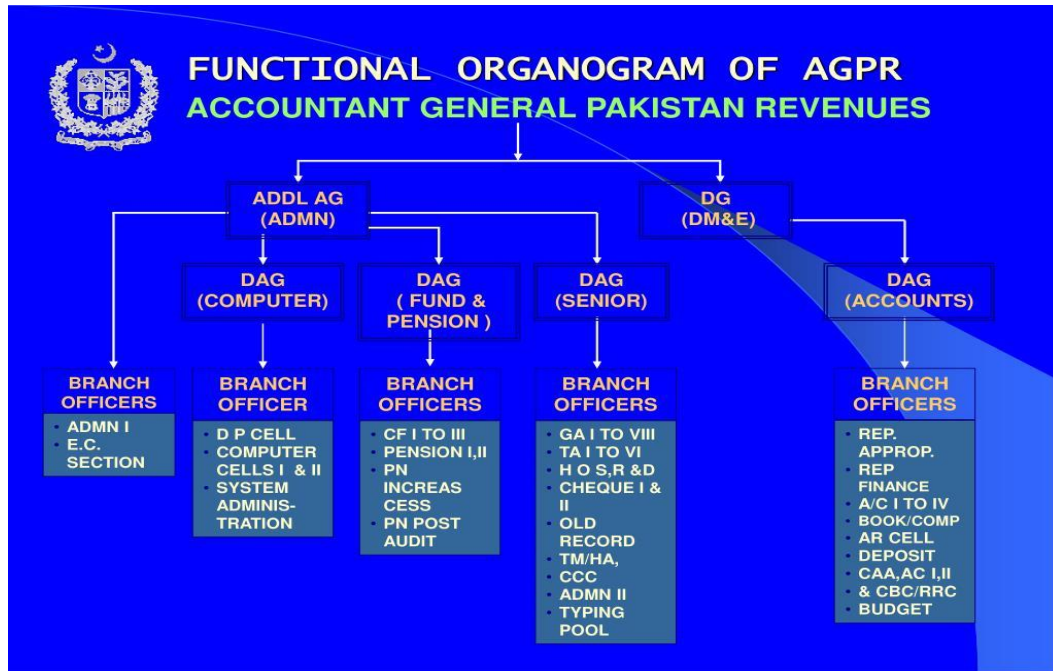 FUNCTIONAL ORGANOGRAM OF AGPR
ACCOUNTANT GENERAL PAKISTAN REVENUES
ADDL AG
(ADMN)
DG
(DM&E)
DAG
(COMPUTER)
DAG
( FUND &
PENSION )
DAG
(SENIOR)
DAG
(ACCOUNTS)
BRANCH
OFFICERS
• ADMN I
• E.C.
SECTION
BRANCH
OFFICER
• D P CELL
• COMPUTER
CELLS I & II
• SYSTEM
ADMINIS-
TRATION
BRANCH
OFFICERS
• CF I TO III
• PENSION I,II
• PN
INCREAS
CESS
• PN POST
AUDIT
BRANCH
OFFICERS
• GA I TO VIII
• TA I TO VI
• H O S,R &D
• CHEQUE I &
II
• OLD
RECORD
• TM/HA,
• CCC
• ADMN II
• TYPING
POOL
BRANCH
OFFICERS
• REP.
APPROP.
• REP
FINANCE
• A/C I TO IV
• BOOK/COMP
• AR CELL
• DEPOSIT
• CAA,AC I,II
• & CBC/RRC
• BUDGET